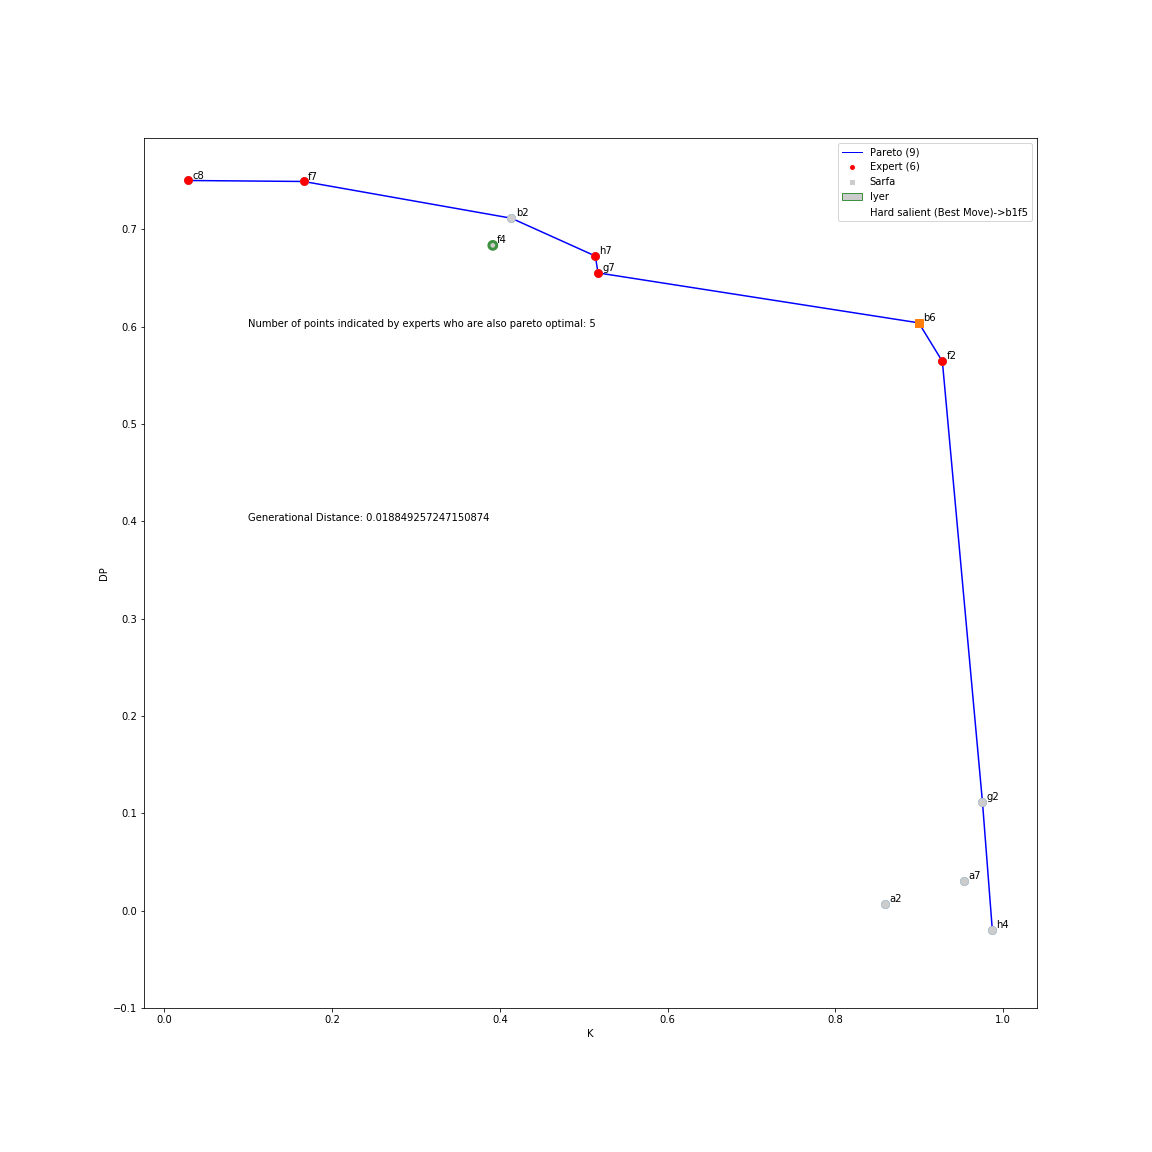 Pareto (9)
Expert (6)
Sarfa
Iyer
Hard salient (Best Move)->b1f5
c8
f7
b2
f4
h7
g7
Number of points indicated by experts who are also pareto optimal: 5
b6
f2
Generational Distance: 0.018849257247150874
g2
a7
a2
h4
0.7
0.6
0.5
0.4
0.3
0.2
0.1
0.0
−0.1
DP
0.0 0.2 0.4 0.6 0.8 1.0
K